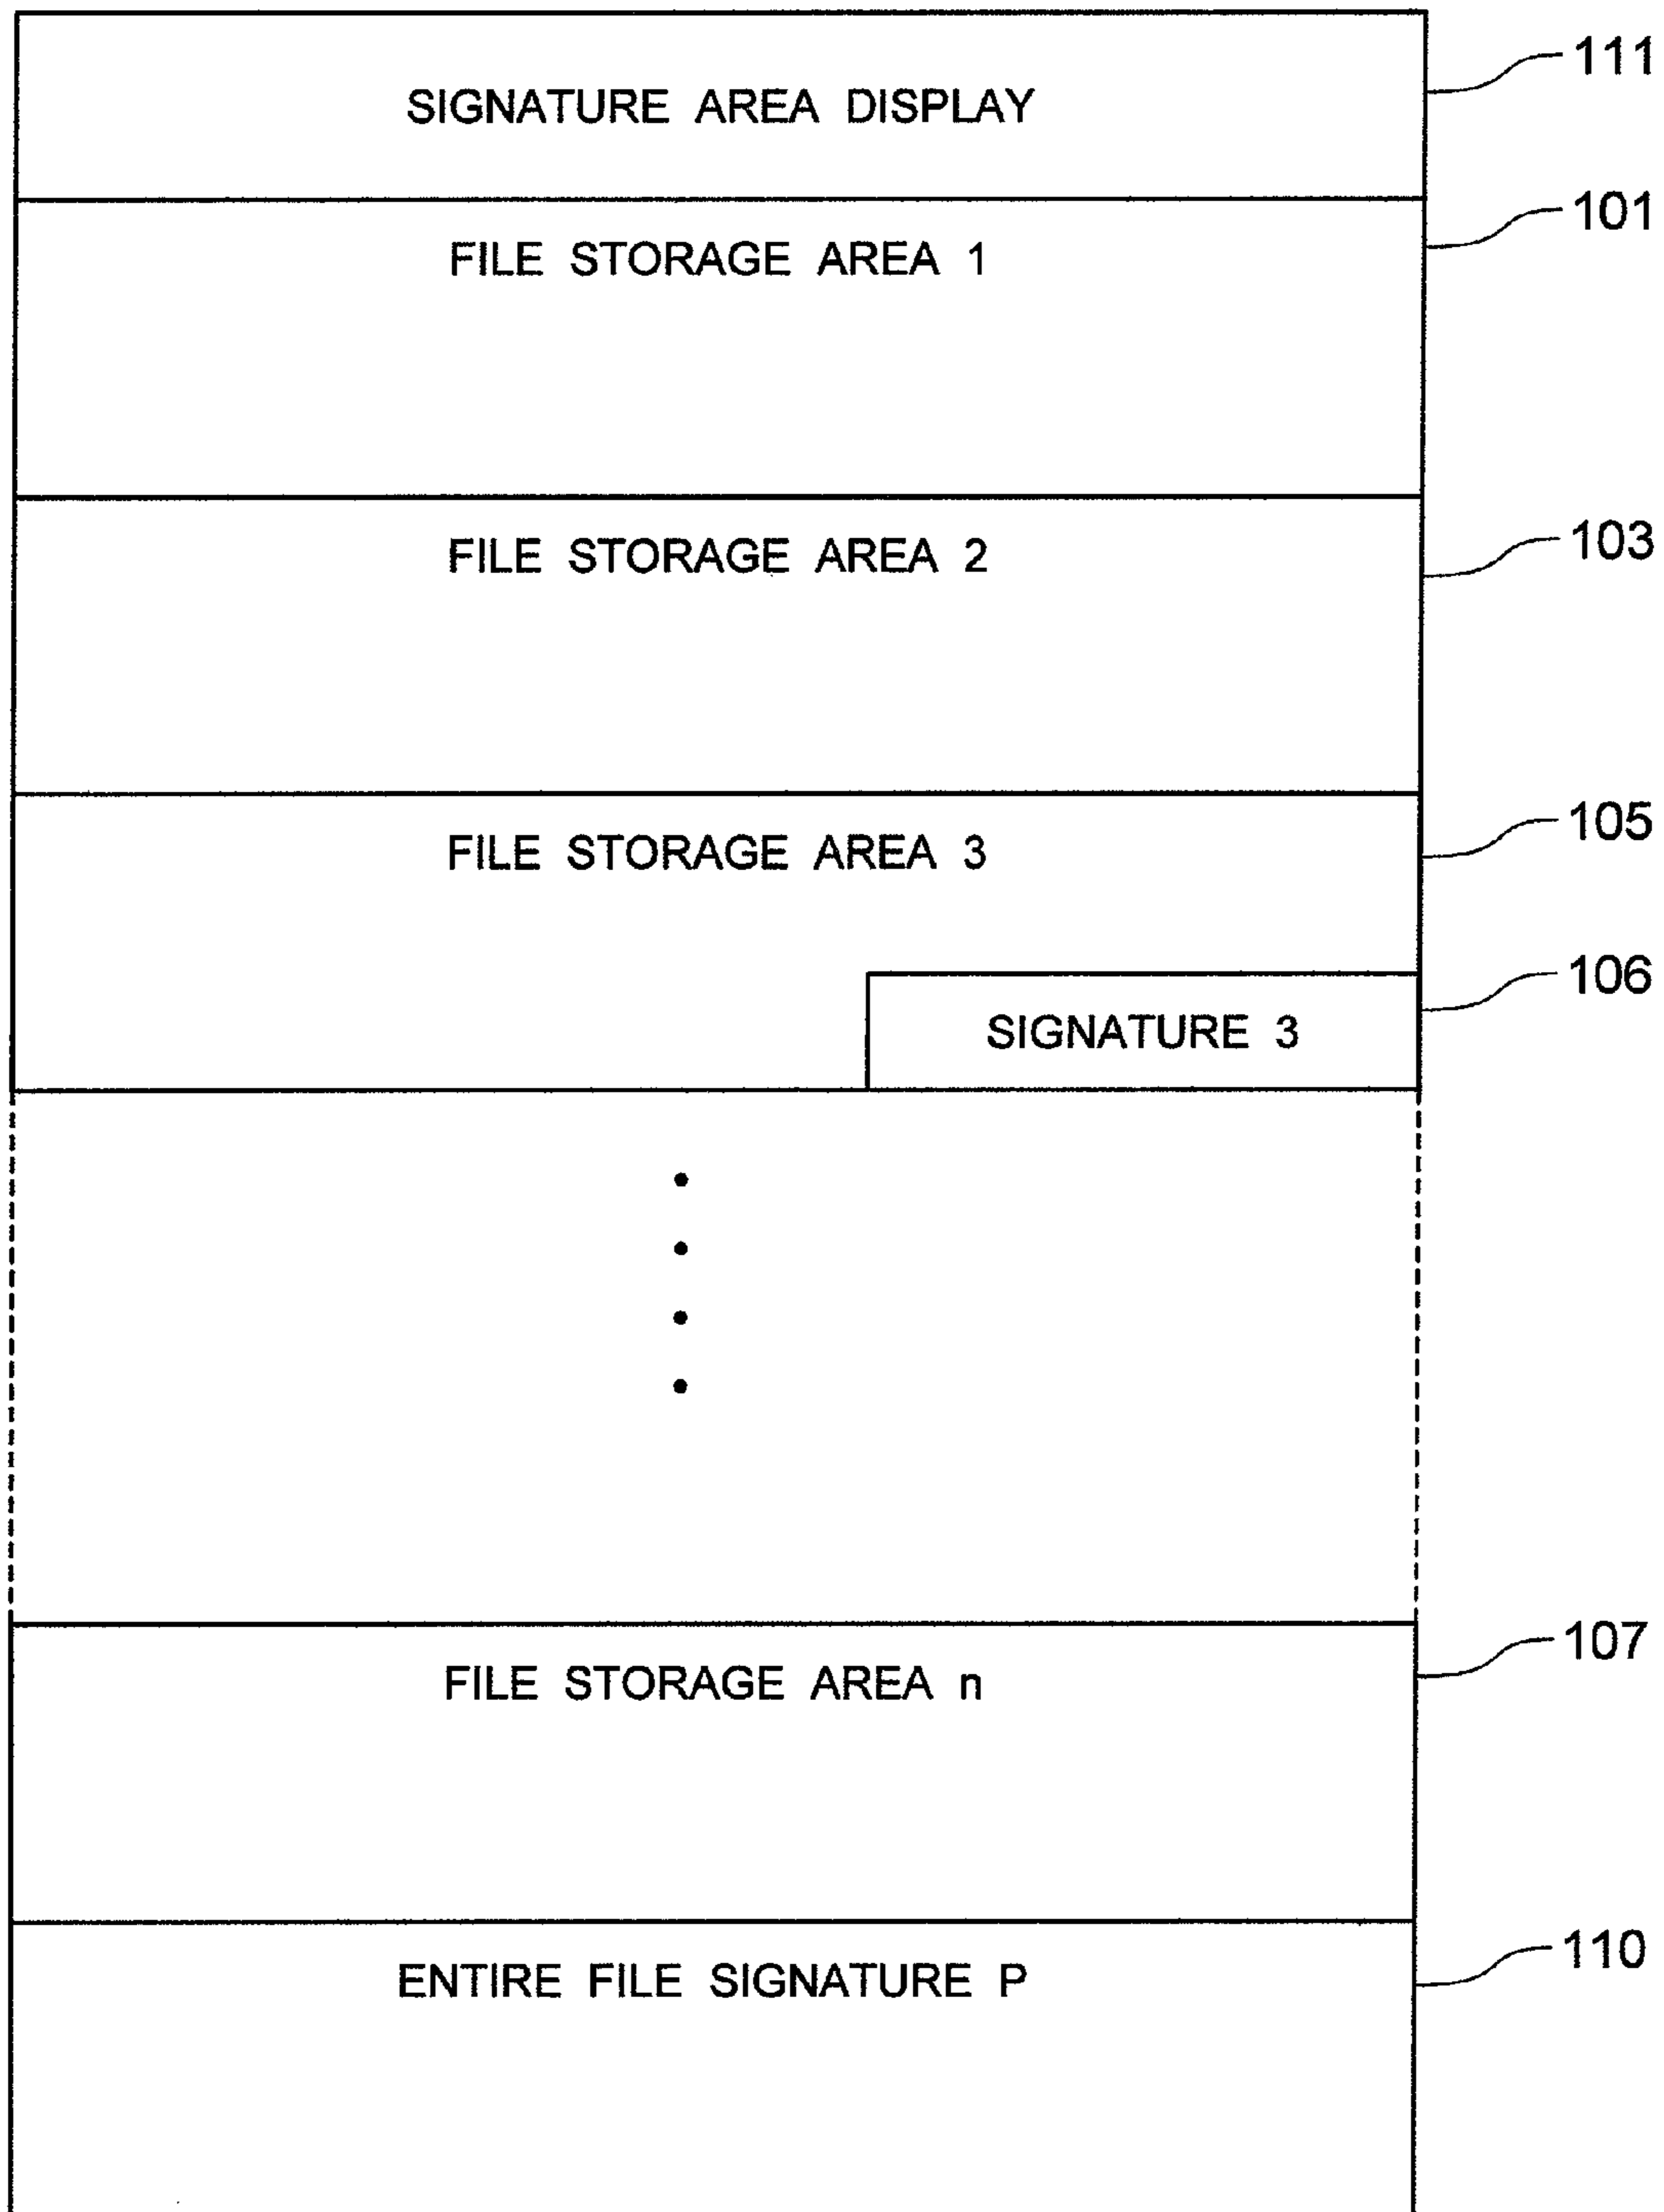 SIGNATURE AREA DISPLAY
111
FILE STORAGE AREA 1
101
FILE STORAGE AREA 2
103
FILE STORAGE AREA 3
105
SIGNATURE 3
106
FILE STORAGE AREA n
107
ENTIRE FILE SIGNATURE P
110